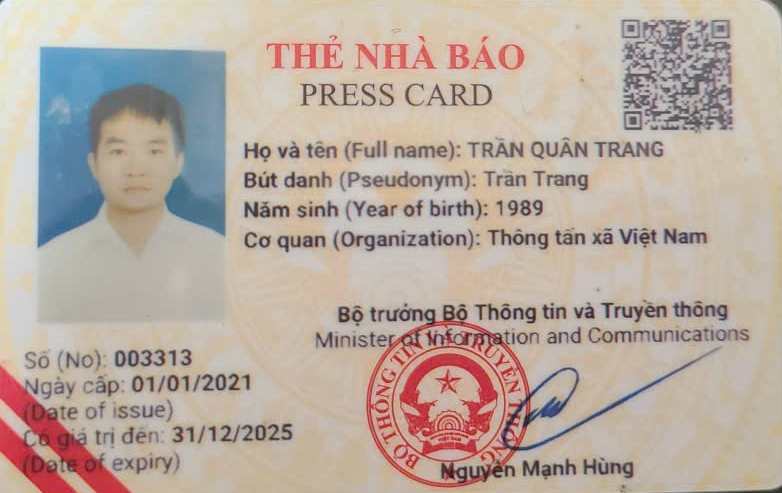 THẺ NHÀ BÁO
PRESS CARD
Họ và tên (Full name): TRẦN QUÂN TRANG
Bút danh (Pseudonym): Trần Trang
Năm sinh (Year of birth): 1989
Cơ quan (Organization): Thông tấn xã Việt Nam
Bộ trưởng Bộ Thông tin và Truyền thông
Minister of Information and Communications
Số (No): 003313
Ngày cấp: 01/01/2021
(Date of issue)
Có giá trị đến: 31/12/2025
(Date of expiry)
BỘ THÔNG TIN VÀ TRUYỀN THÔNG
VIỆT NAM
Nguyễn Mạnh Hùng